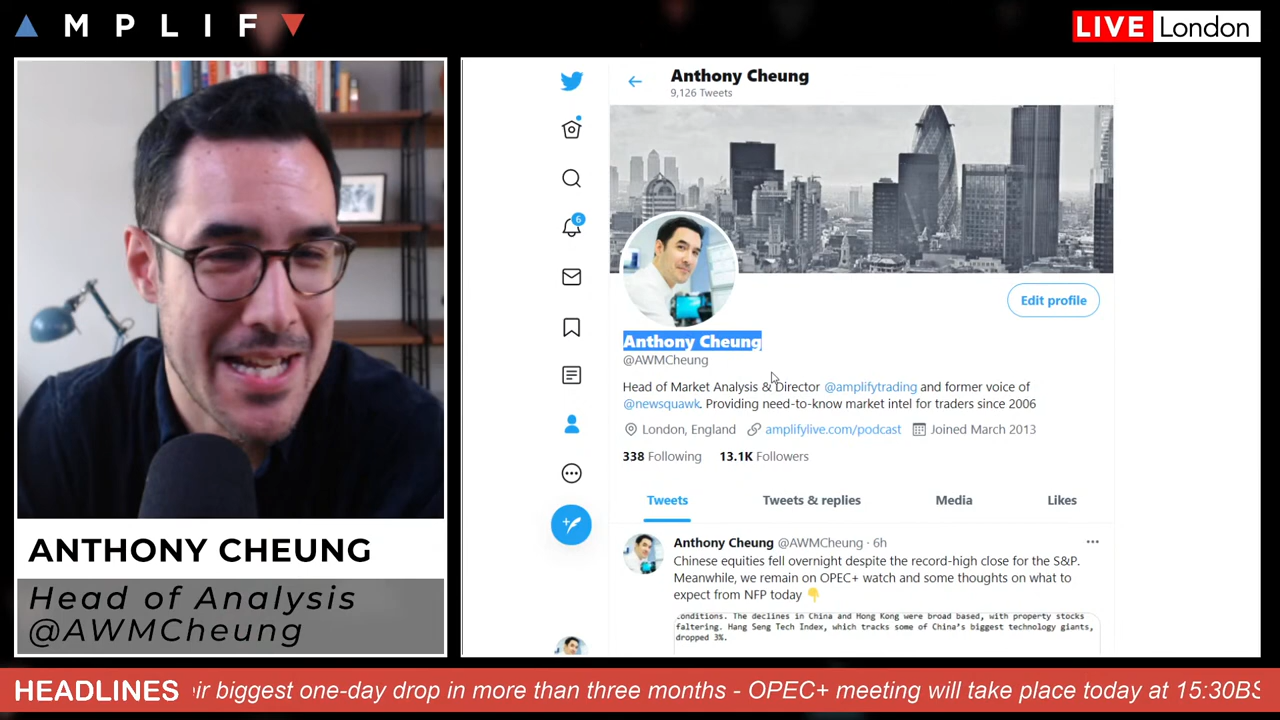 AMPLIFY
LIVE London
Anthony Cheung
9,126 Tweets
6
Edit profile
Anthony Cheung
@AWMCheung
Head of Market Analysis & Director @amplifytrading and former voice of
@newsquawk. Providing need-to-know market intel for traders since 2006
London, England amplifylive.com/podcast Joined March 2013
338 Following 13.1K Followers
Tweets Tweets & replies Media Likes
Anthony Cheung @AWMCheung · 6h
Chinese equities fell overnight despite the record-high close for the S&P.
Meanwhile, we remain on OPEC+ watch and some thoughts on what to
expect from NFP today 👇
conditions. The declines in China and Hong Kong were broad based, with property stocks
faltering. Hang Seng Tech Index, which tracks some of China's biggest technology giants,
dropped 3%.
ANTHONY CHEUNG
Head of Analysis
@AWMCheung
HEADLINES ir biggest one-day drop in more than three months - OPEC+ meeting will take place today at 15:30BS